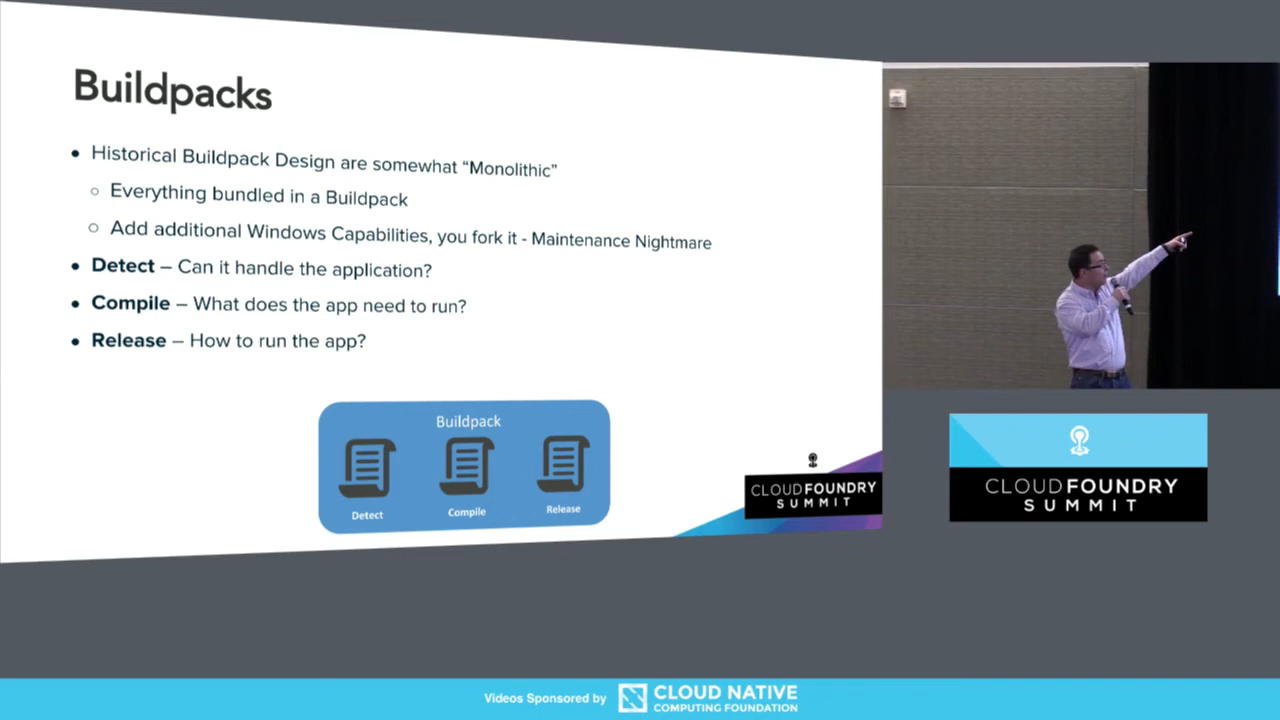 Buildpacks
• Historical Buildpack Design are somewhat “Monolithic”
○ Everything bundled in a Buildpack
○ Add additional Windows Capabilities, you fork it - Maintenance Nightmare
• Detect – Can it handle the application?
• Compile – What does the app need to run?
• Release – How to run the app?
Buildpack
Detect
Compile
Release
CLOUDFOUNDRY
SUMMIT
CLOUDFOUNDRY
SUMMIT
Videos Sponsored by
CLOUD NATIVE
COMPUTING FOUNDATION